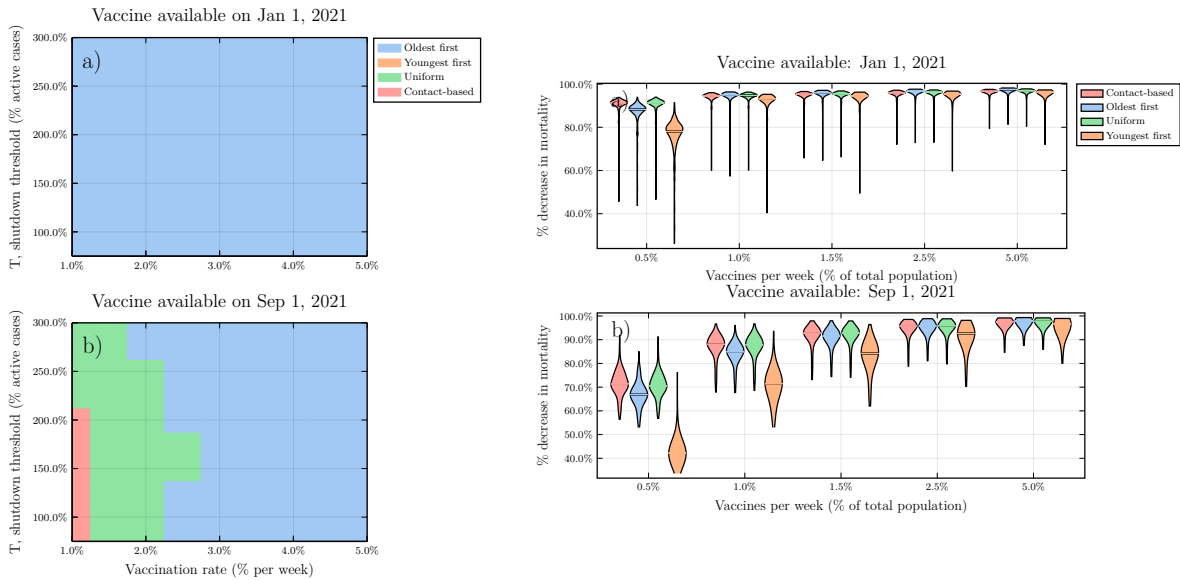 Vaccine available on Jan 1, 2021
T, shutdown threshold (% active cases)
300.0%
250.0%
200.0%
150.0%
100.0%
a)
1.0%
2.0%
3.0%
4.0%
5.0%
Oldest first
Youngest first
Uniform
Contact-based
Vaccine available on Sep 1, 2021
T, shutdown threshold (% active cases)
300.0%
250.0%
200.0%
150.0%
100.0%
b)
1.0%
2.0%
3.0%
4.0%
5.0%
Vaccination rate (% per week)
Vaccine available: Jan 1, 2021
% decrease in mortality
100.0%
80.0%
60.0%
40.0%
0.5%
1.0%
1.5%
2.5%
5.0%
Vaccines per week (% of total population)
Contact-based
Oldest first
Uniform
Youngest first
Vaccine available: Sep 1, 2021
% decrease in mortality
100.0%
90.0%
80.0%
70.0%
60.0%
50.0%
40.0%
b)
0.5%
1.0%
1.5%
2.5%
5.0%
Vaccines per week (% of total population)